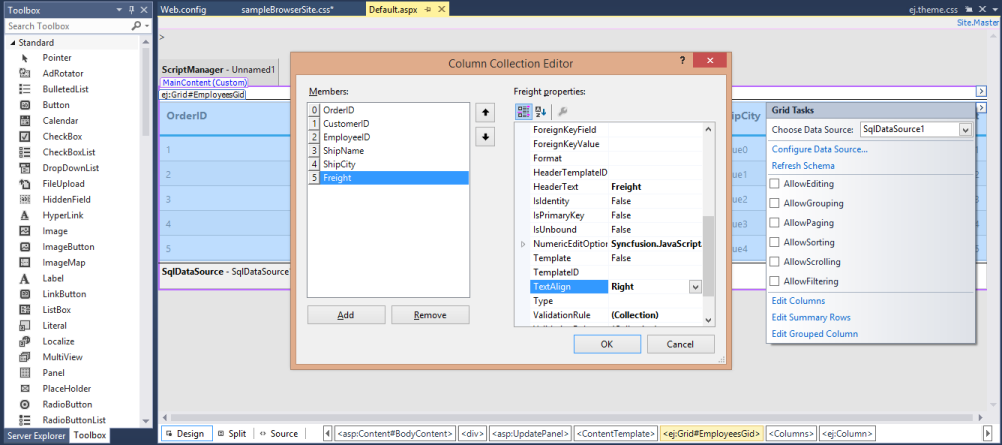 Toolbox
Search Toolbox
Standard
Pointer
AdRotator
BulletedList
Button
Calendar
CheckBox
CheckBoxList
DropDownList
FileUpload
HiddenField
HyperLink
Image
ImageButton
ImageMap
Label
LinkButton
ListBox
Literal
Localize
MultiView
Panel
PlaceHolder
RadioButton
RadioButtonList
Server Explorer Toolbox
Web.config sampleBrowserSite.css* Default.aspx ej.theme.css
Site.Master
>
ScriptManager - Unnamed1
MainContent (Custom)
ej:Grid#EmployeesGid
OrderID
1
2
3
4
5
SqlDataSource - SqlDataSource
Column Collection Editor ?
Members:
0 OrderID
1 CustomerID
2 EmployeeID
3 ShipName
4 ShipCity
5 Freight
Add Remove
Freight properties:
ForeignKeyField
ForeignKeyValue
Format
HeaderTemplateID
HeaderText Freight
IsIdentity False
IsPrimaryKey False
IsUnbound False
NumericEditOption Syncfusion.JavaScript.
Template False
TemplateID
TextAlign Right
Type
ValidationRule (Collection)
OK Cancel
ipCity
ue0
ue1
ue2
ue3
ue4
Grid Tasks
Choose Data Source: SqlDataSource1
Configure Data Source...
Refresh Schema
AllowEditing
AllowGrouping
AllowPaging
AllowSorting
AllowScrolling
AllowFiltering
Edit Columns
Edit Summary Rows
Edit Grouped Column
Design Split Source <asp:Content#BodyContent> <div> <asp:UpdatePanel> <ContentTemplate> <ej:Grid#EmployeesGid> <Columns> <ej:Column>